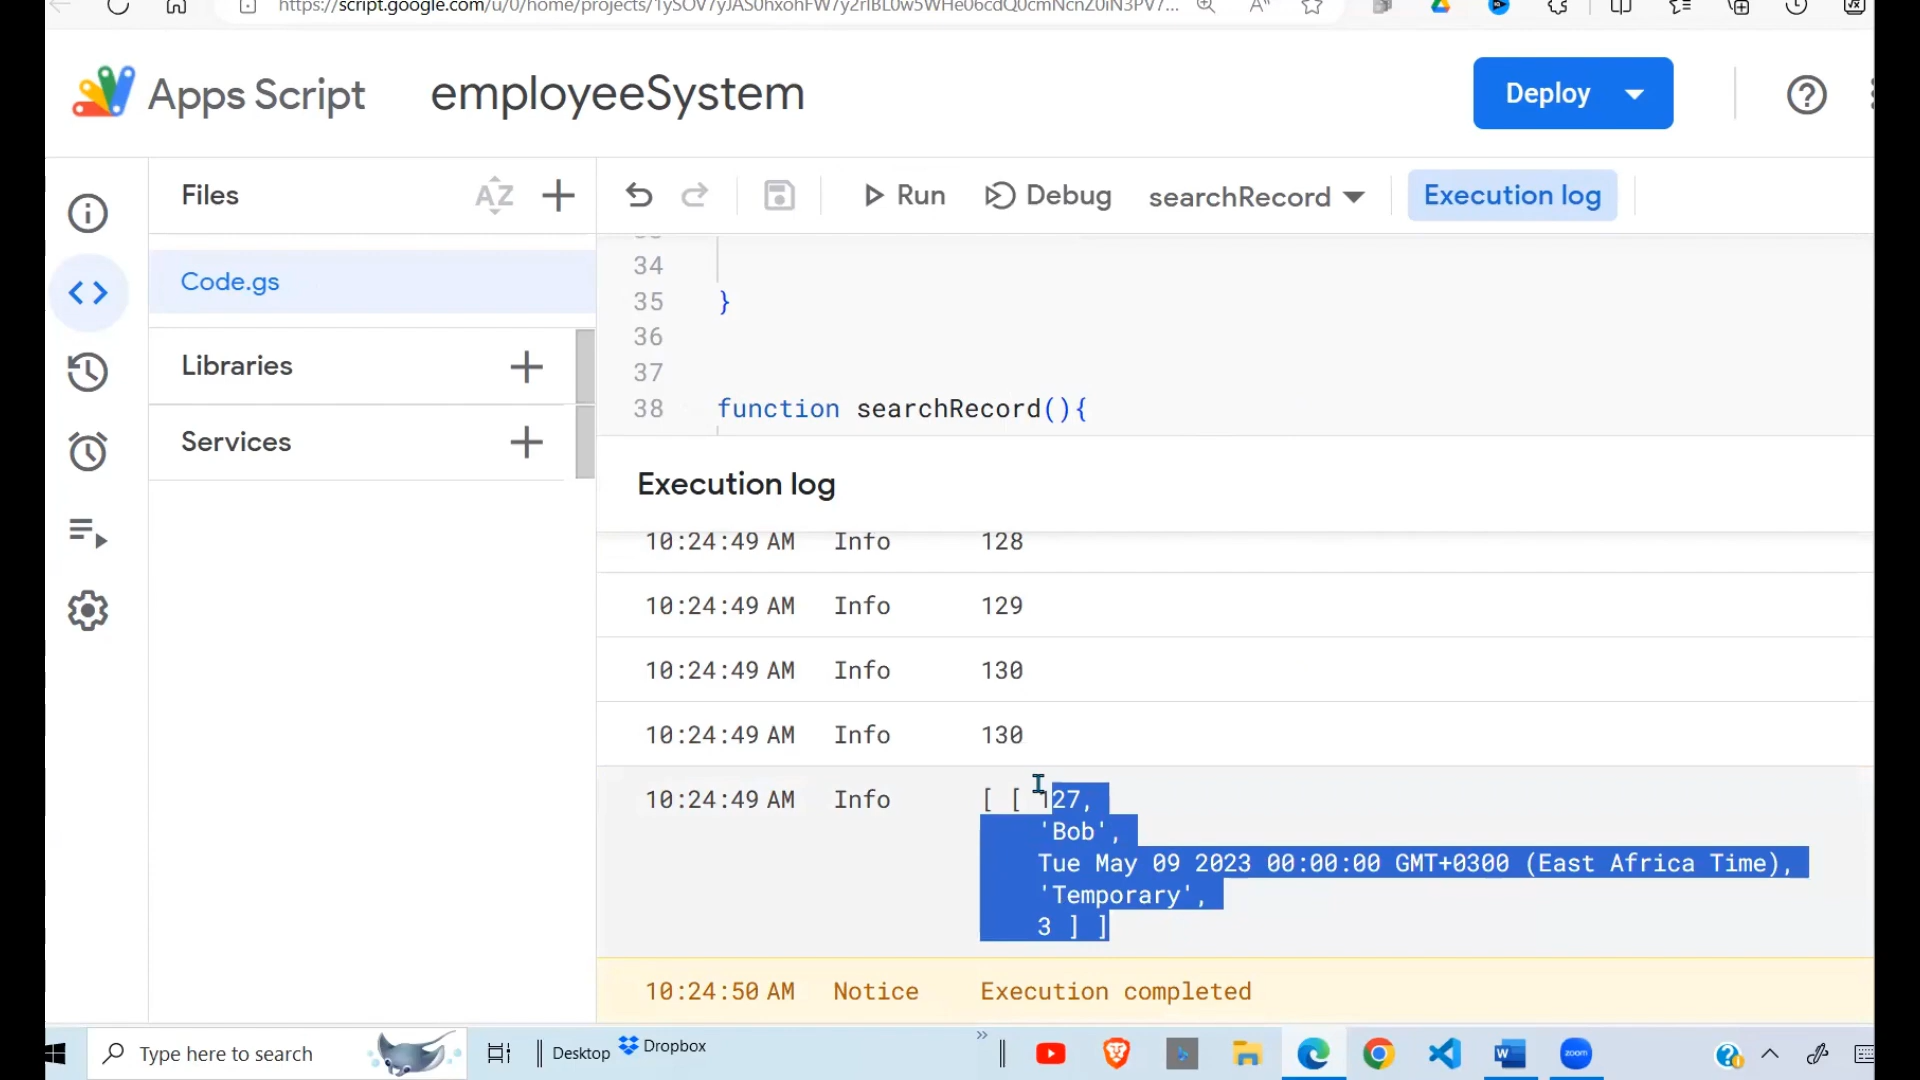 Apps Script employeeSystem Deploy
Files
Run Debug searchRecord Execution log
Code.gs
Libraries
Services
34
35 }
36
37
38 function searchRecord(){
Execution log
10:24:49 AM Info 128
10:24:49 AM Info 129
10:24:49 AM Info 130
10:24:49 AM Info 130
10:24:49 AM Info [ [ 127,
'Bob',
Tue May 09 2023 00:00:00 GMT+0300 (East Africa Time),
'Temporary',
3 ] ]
10:24:50 AM Notice Execution completed
Type here to search Desktop Dropbox zoom